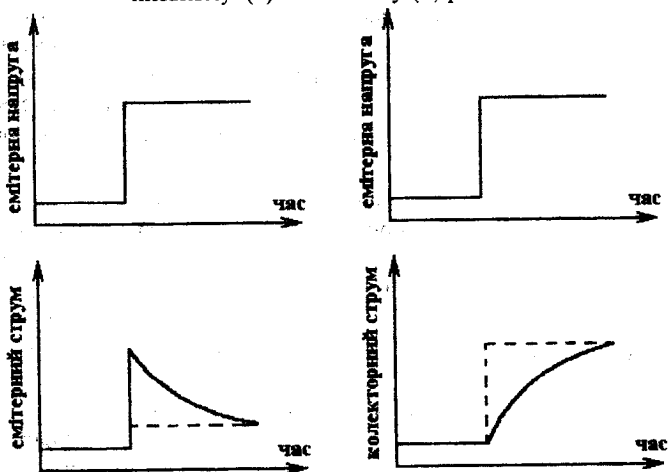 емітерна напруга
час
емітерна напруга
час
емітерний струм
час
колекторний струм
час